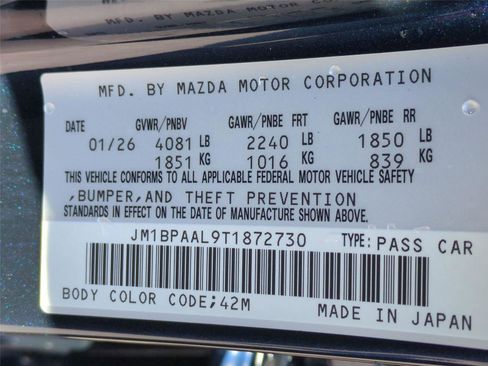 MFD. BY MAZDA MOTOR CORPORATION
DATE GVWR/PNBV GAWR/PNBE FRT GAWR/PNBE RR
01/26 4081 LB 2240 LB 1850 LB
1851 KG 1016 KG 839 KG
THIS VEHICLE CONFORMS TO ALL APPLICABLE FEDERAL MOTOR VEHICLE SAFETY
,BUMPER,AND THEFT PREVENTION
STANDARDS IN EFFECT ON THE DATE OF MANUFACTURE SHOWN ABOVE.
JM1BPAAL9T1872730 TYPE: PASS CAR
BODY COLOR CODE;42M MADE IN JAPAN